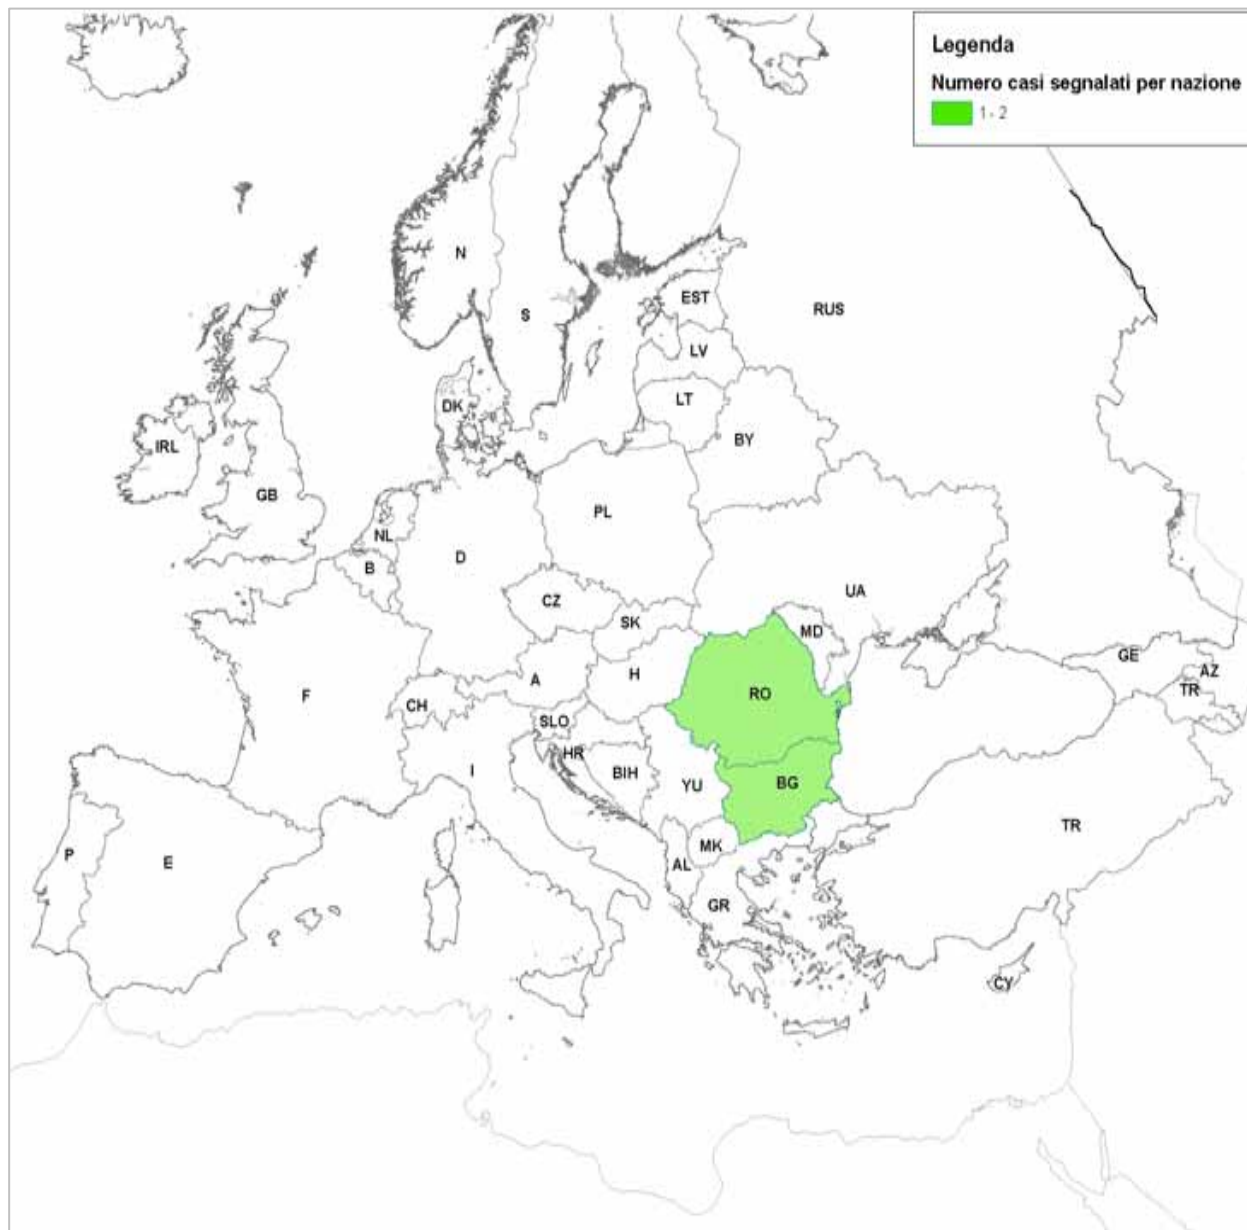 Legenda
Numero casi segnalati per nazione
1 - 2
N
S
EST
RUS
LV
LT
DK
BY
IRL
GB
PL
NL
D
B
CZ
UA
SK
MD
GE
H
AZ
A
RO
TR
F
CH
SLO
HR
I
BIH
YU
BG
TR
MK
P
E
AL
GR
CY